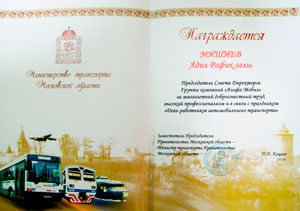 Министерство транспорта
Московской области
Награждается
МИШИЕВ
Адил Рафик оглы
Председатель Совета Директоров
Группы компаний «Альфа-Мобил»
за многолетний добросовестный труд,
высокий профессионализм и в связи с праздником
«День работников автомобильного транспорта»
Заместитель Председателя
Правительства Московской области –
Министр транспорта Правительства
Московской области
П.Д. Кацыв